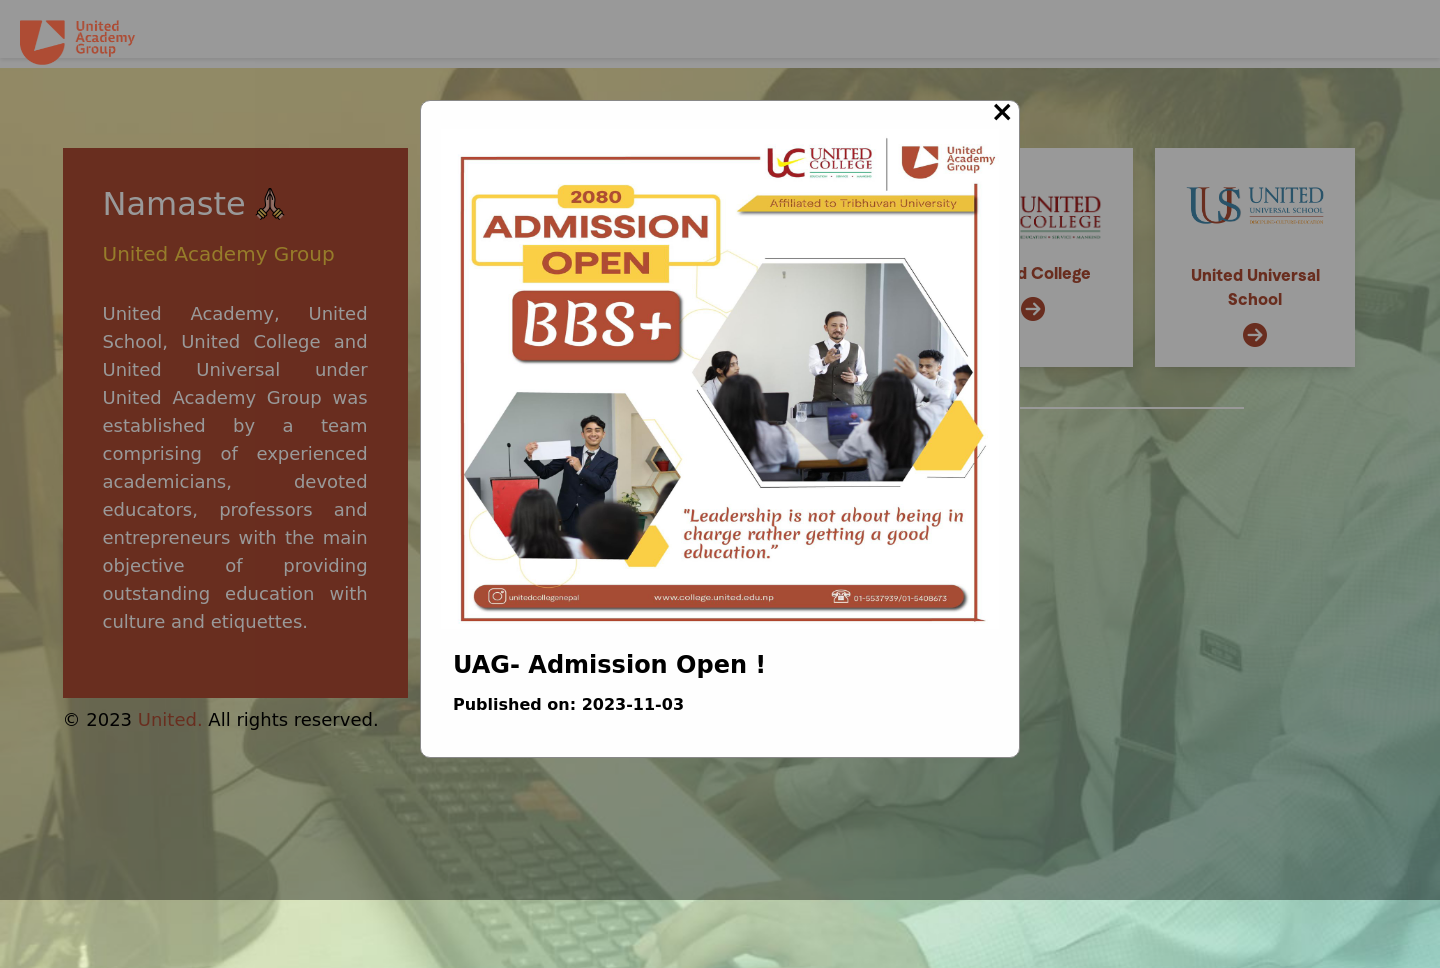 United
Academy
Group
Namaste
United Academy Group
United Academy, United
School, United College and
United Universal under
United Academy Group was
established by a team
comprising of experienced
academicians, devoted
educators, professors and
entrepreneurs with the main
objective of providing
outstanding education with
culture and etiquettes.
© 2023 United. All rights reserved.
×
UC UNITED
COLLEGE
United
Academy
Group
Affiliated to Tribhuvan University
2080
ADMISSION
OPEN
BBS+
"Leadership is not about being in
charge rather getting a good
education.”
unitedcollegenepal
www.college.united.edu.np
01-5537939/01-5408673
UAG- Admission Open !
Published on: 2023-11-03
UNITED
COLLEGE
d College
UUS UNITED
UNIVERSAL SCHOOL
United Universal
School